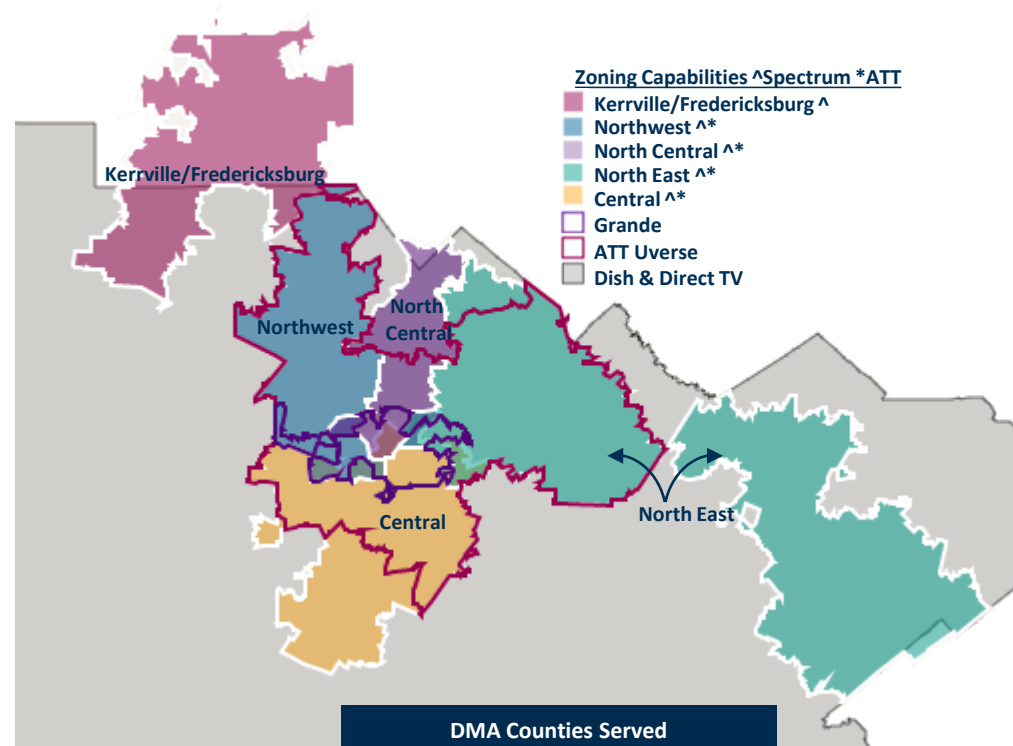 Zoning Capabilities ^Spectrum *ATT
Kerrville/Fredericksburg ^
Northwest ^*
North Central ^*
North East ^*
Central ^*
Grande
ATT Uverse
Dish & Direct TV
Kerrville/Fredericksburg
North
Central
Northwest
North East
Central
DMA Counties Served